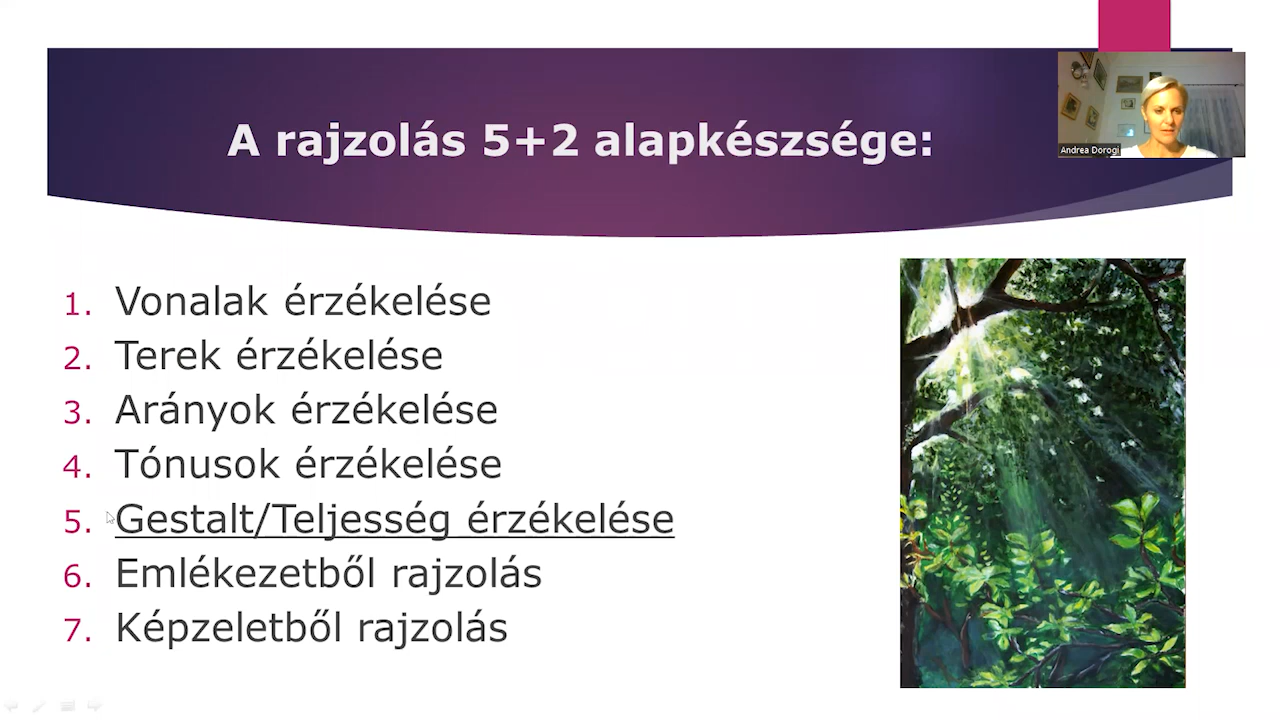 A rajzolás 5+2 alapkészsége:
Andrea Dorogi
1. Vonalak érzékelése
2. Terek érzékelése
3. Arányok érzékelése
4. Tónusok érzékelése
5. Gestalt/Teljesség érzékelése
6. Emlékezetből rajzolás
7. Képzeletből rajzolás